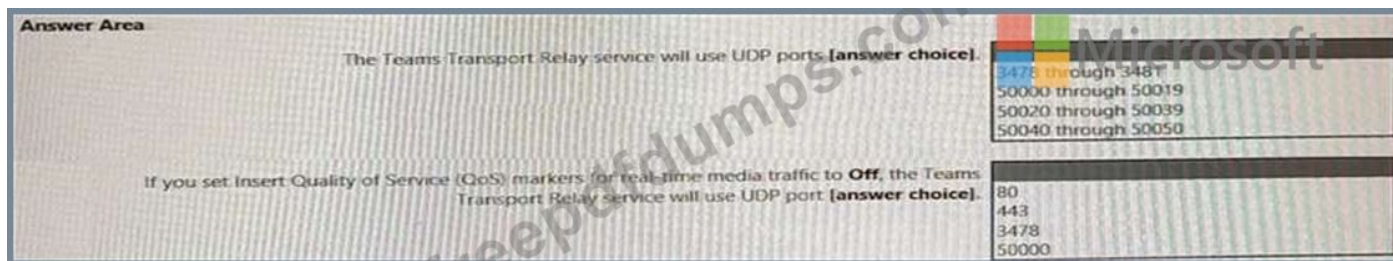 Answer Area
The Teams Transport Relay service will use UDP ports [answer choice].
Microsoft
3478 through 3481
50000 through 50019
50020 through 50039
50040 through 50050
If you set Insert Quality of Service (QoS) markers for real-time media traffic to Off, the Teams
Transport Relay service will use UDP port [answer choice].
80
443
3478
50000
freepdfdumps.com